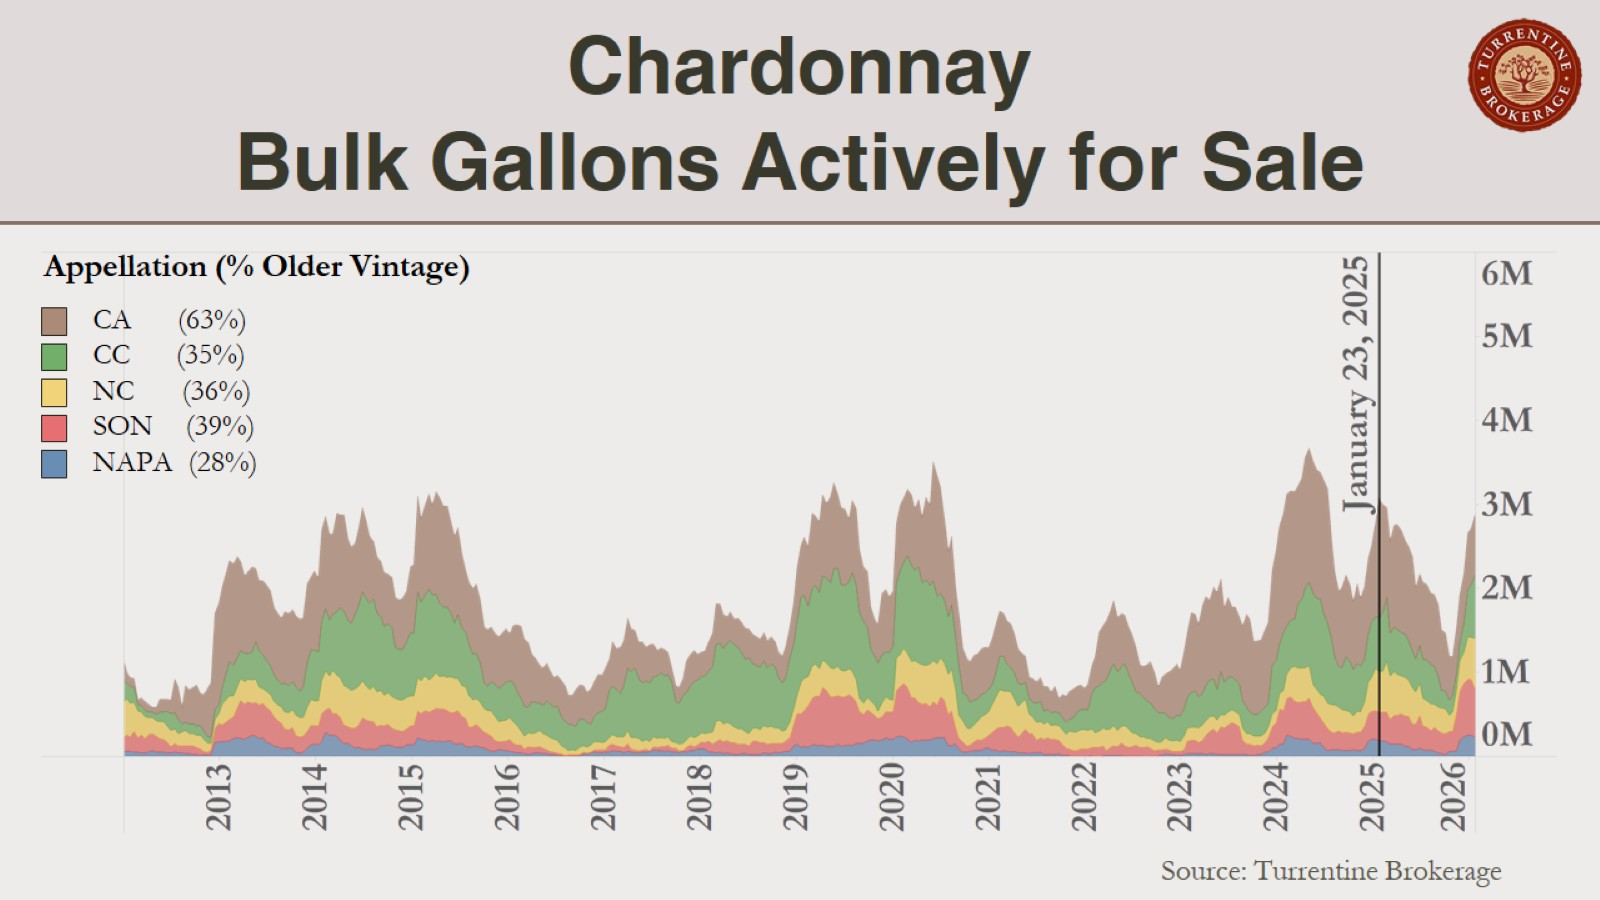 Chardonnay
Bulk Gallons Actively for Sale
TURRENTINE
BROKERAGE
Appellation (% Older Vintage)
CA (63%)
CC (35%)
NC (36%)
SON (39%)
NAPA (28%)
January 23, 2025
6M
5M
4M
3M
2M
1M
0M
2013
2014
2015
2016
2017
2018
2019
2020
2021
2022
2023
2024
2025
2026
Source: Turrentine Brokerage